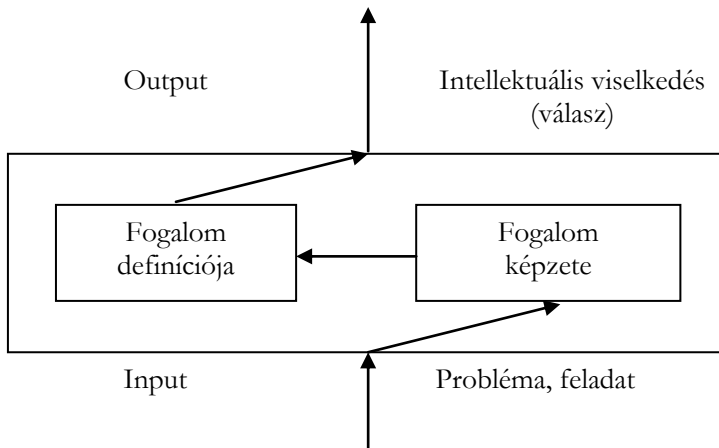 Output
Intellektuális viselkedés
(válasz)
Fogalom
definíciója
Fogalom
képzete
Input
Probléma, feladat